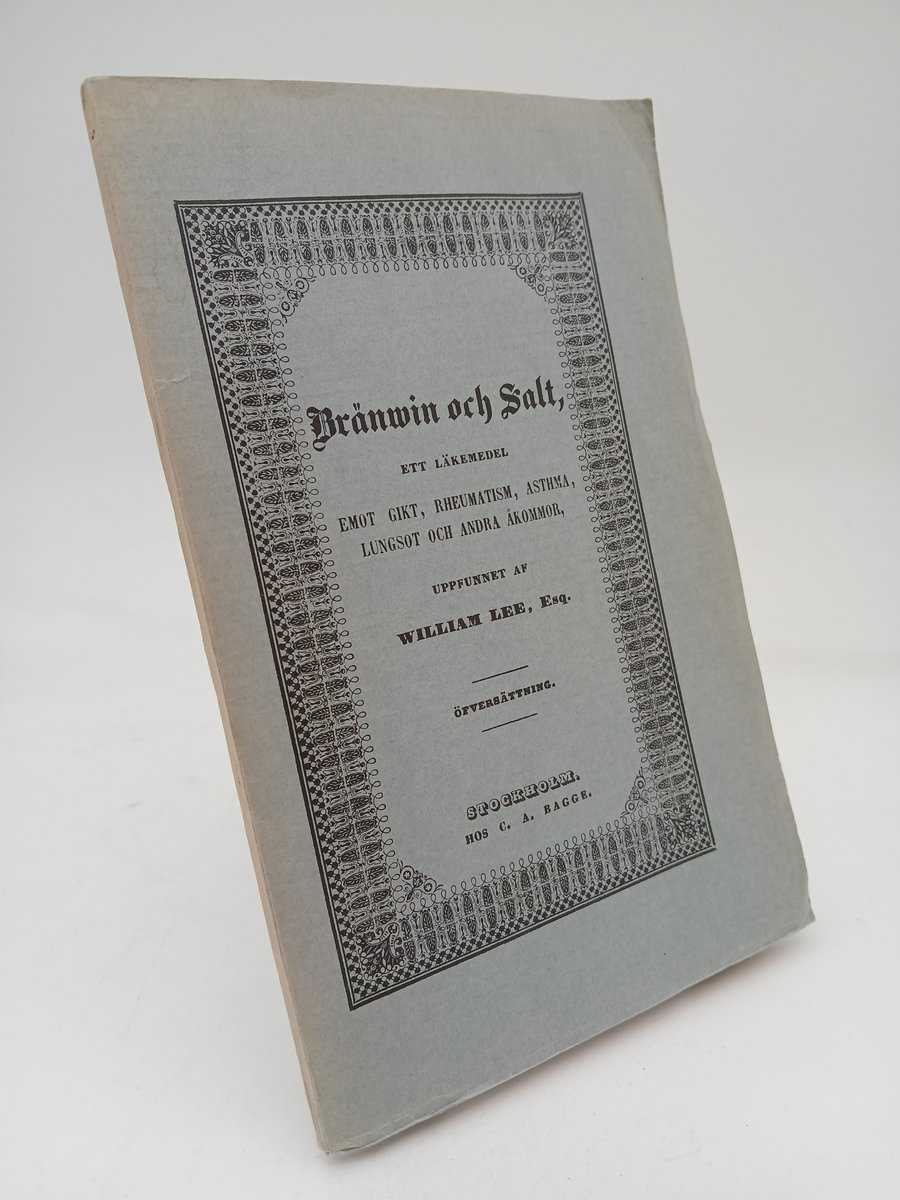 Bränwin och Salt,
ETT LÄKEMEDEL
EMOT GIKT, RHEUMATISM, ASTHMA,
LUNGSOT OCH ANDRA ÅKOMMOR,
UPPFUNNET AF
WILLIAM LEE, Esq.
ÖFVERSÄTTNING.
STOCKHOLM.
HOS C. A. BAGGE.